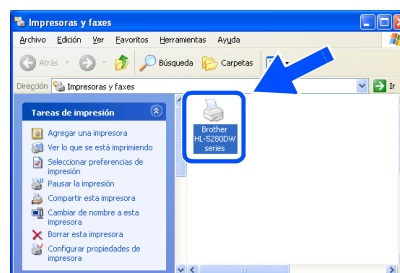 Impresoras y faxes
Archivo Edición Ver Favoritos Herramientas Ayuda
Atrás Búsqueda Carpetas
Dirección Impresoras y faxes Ir
Tareas de impresión
Agregar una impresora
Ver lo que se está imprimiendo
Seleccionar preferencias de
impresión
Pausar la impresión
Compartir esta impresora
Cambiar de nombre a esta
impresora
Borrar esta impresora
Configurar propiedades de
impresora
Brother
HL-5280DW
series